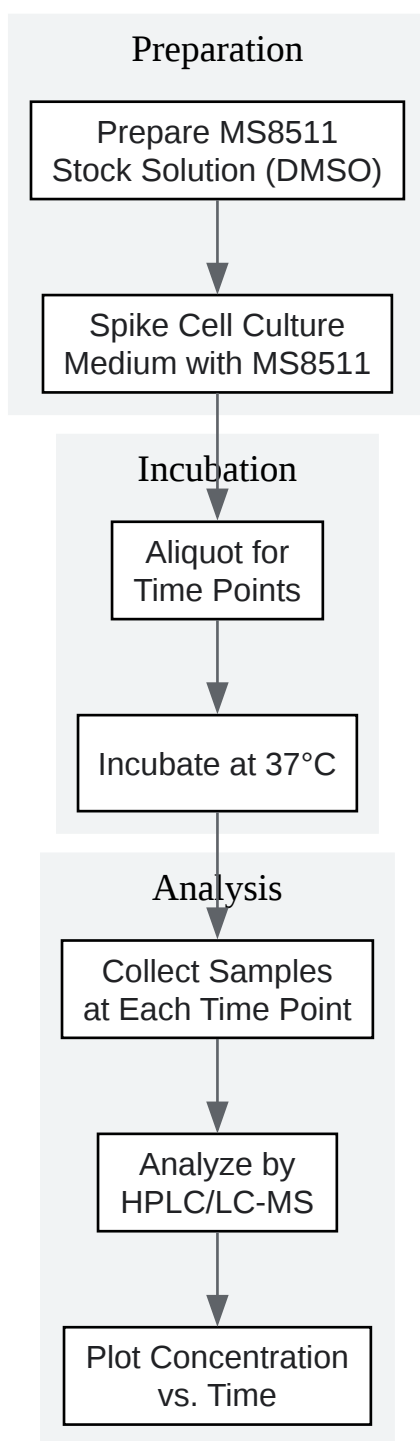 Preparation
Prepare MS8511
Stock Solution (DMSO)
Spike Cell Culture
Medium with MS8511
Incubation
Aliquot for
Time Points
Incubate at 37°C
Analysis
Collect Samples
at Each Time Point
Analyze by
HPLC/LC-MS
Plot Concentration
vs. Time